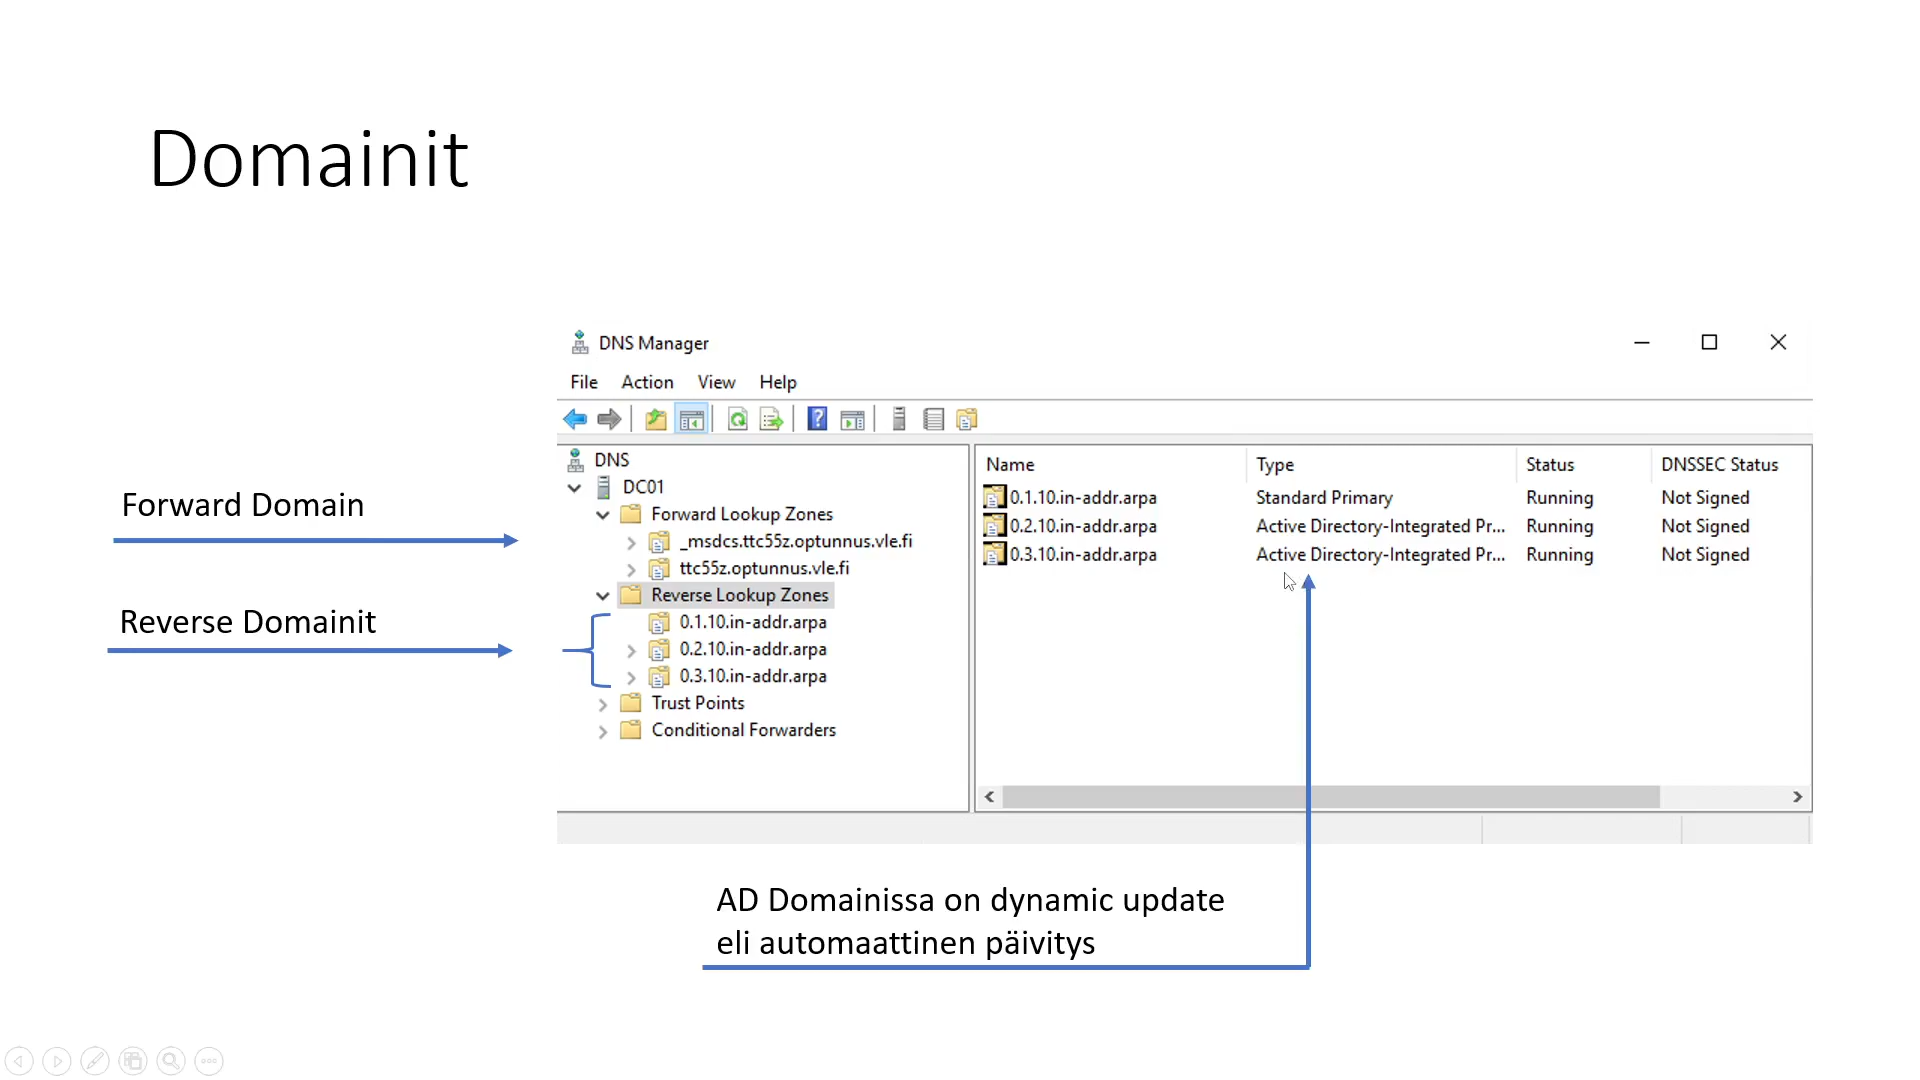 Domainit
DNS Manager
File Action View Help
DNS
DC01
Forward Lookup Zones
_msdcs.ttc55z.optunnus.vle.fi
ttc55z.optunnus.vle.fi
Reverse Lookup Zones
0.1.10.in-addr.arpa
0.2.10.in-addr.arpa
0.3.10.in-addr.arpa
Trust Points
Conditional Forwarders
Name Type Status DNSSEC Status
0.1.10.in-addr.arpa Standard Primary Running Not Signed
0.2.10.in-addr.arpa Active Directory-Integrated Pr... Running Not Signed
0.3.10.in-addr.arpa Active Directory-Integrated Pr... Running Not Signed
Forward Domain
Reverse Domainit
AD Domainissa on dynamic update
eli automaattinen päivitys